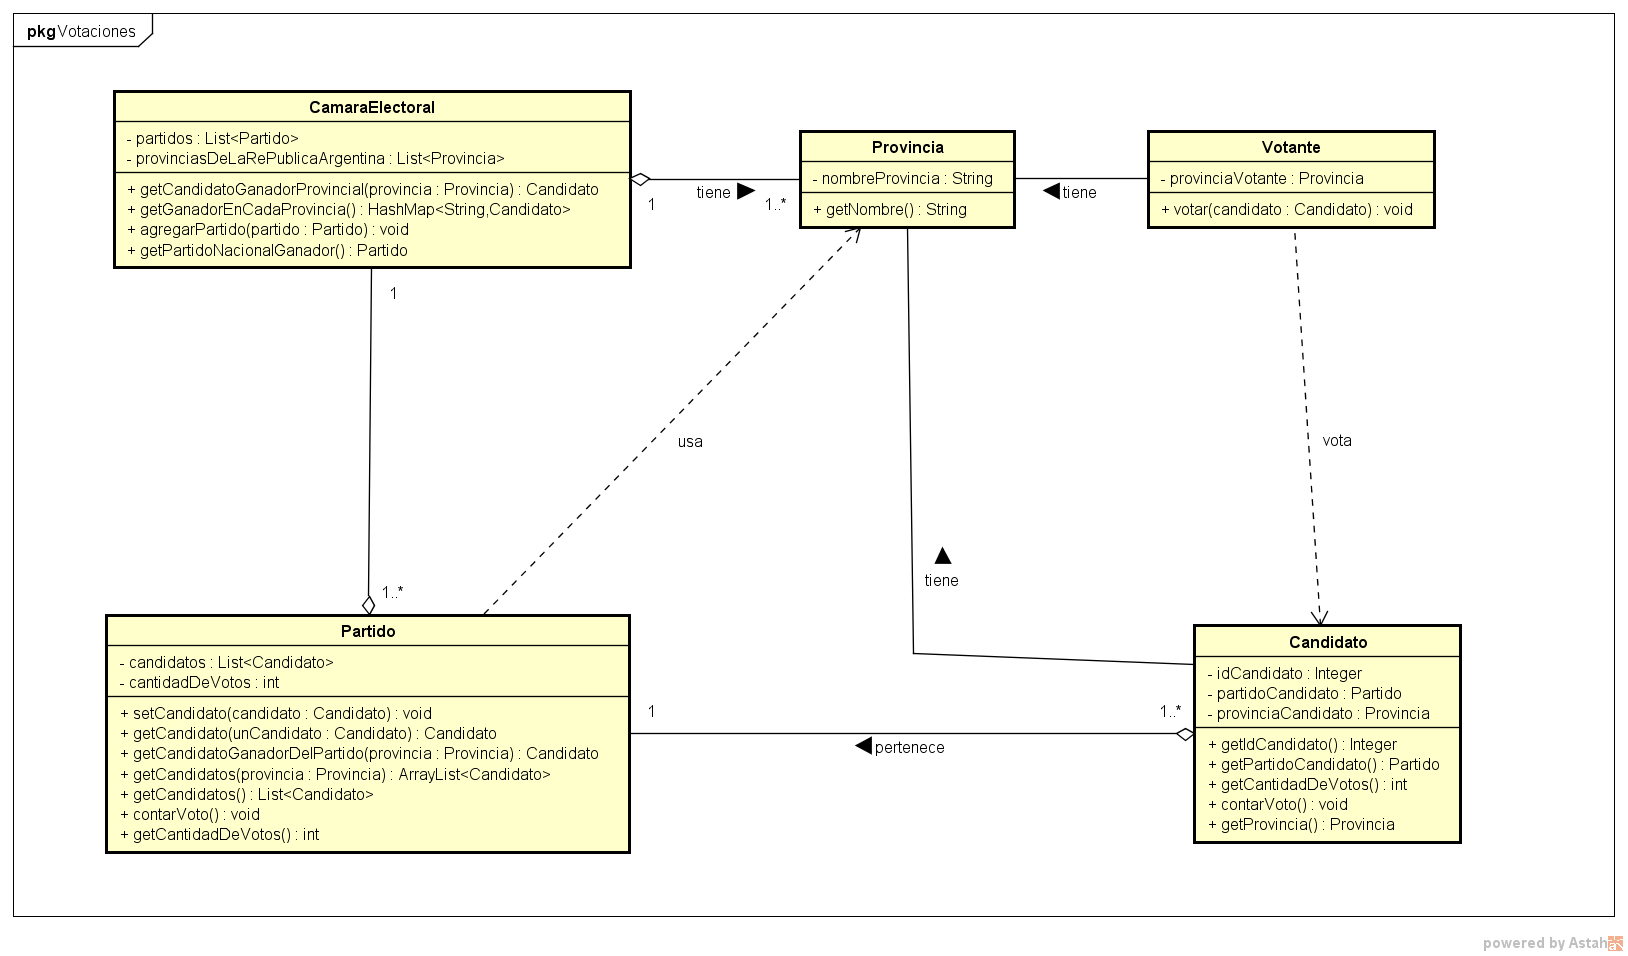 pkg Votaciones
CamaraElectoral
- partidos : List<Partido>
- provinciasDeLaRePublicaArgentina : List<Provincia>
+ getCandidatoGanadorProvincial(provincia : Provincia) : Candidato
+ getGanadorEnCadaProvincia() : HashMap<String,Candidato>
+ agregarPartido(partido : Partido) : void
+ getPartidoNacionalGanador() : Partido
tiene
1
1..*
Provincia
- nombreProvincia : String
+ getNombre() : String
tiene
Votante
- provinciaVotante : Provincia
+ votar(candidato : Candidato) : void
1
usa
vota
tiene
1..*
Partido
- candidatos : List<Candidato>
- cantidadDeVotos : int
+ setCandidato(candidato : Candidato) : void
+ getCandidato(unCandidato : Candidato) : Candidato
+ getCandidatoGanadorDelPartido(provincia : Provincia) : Candidato
+ getCandidatos(provincia : Provincia) : ArrayList<Candidato>
+ getCandidatos() : List<Candidato>
+ contarVoto() : void
+ getCantidadDeVotos() : int
1
1..*
pertenece
Candidato
- idCandidato : Integer
- partidoCandidato : Partido
- provinciaCandidato : Provincia
+ getIdCandidato() : Integer
+ getPartidoCandidato() : Partido
+ getCantidadDeVotos() : int
+ contarVoto() : void
+ getProvincia() : Provincia
powered by Astah